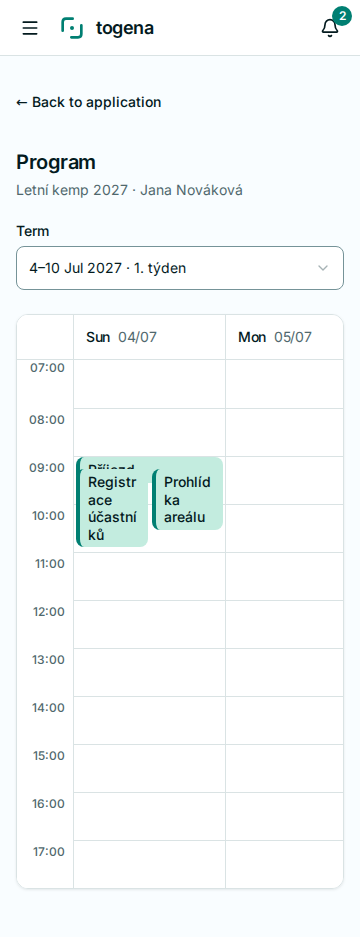 togena
2
← Back to application
Program
Letní kemp 2027 · Jana Nováková
Term
4–10 Jul 2027 · 1. týden
Sun 04/07
Mon 05/07
07:00
08:00
09:00
Registr
ace
účastní
ků
Prohlíd
ka
areálu
10:00
11:00
12:00
13:00
14:00
15:00
16:00
17:00